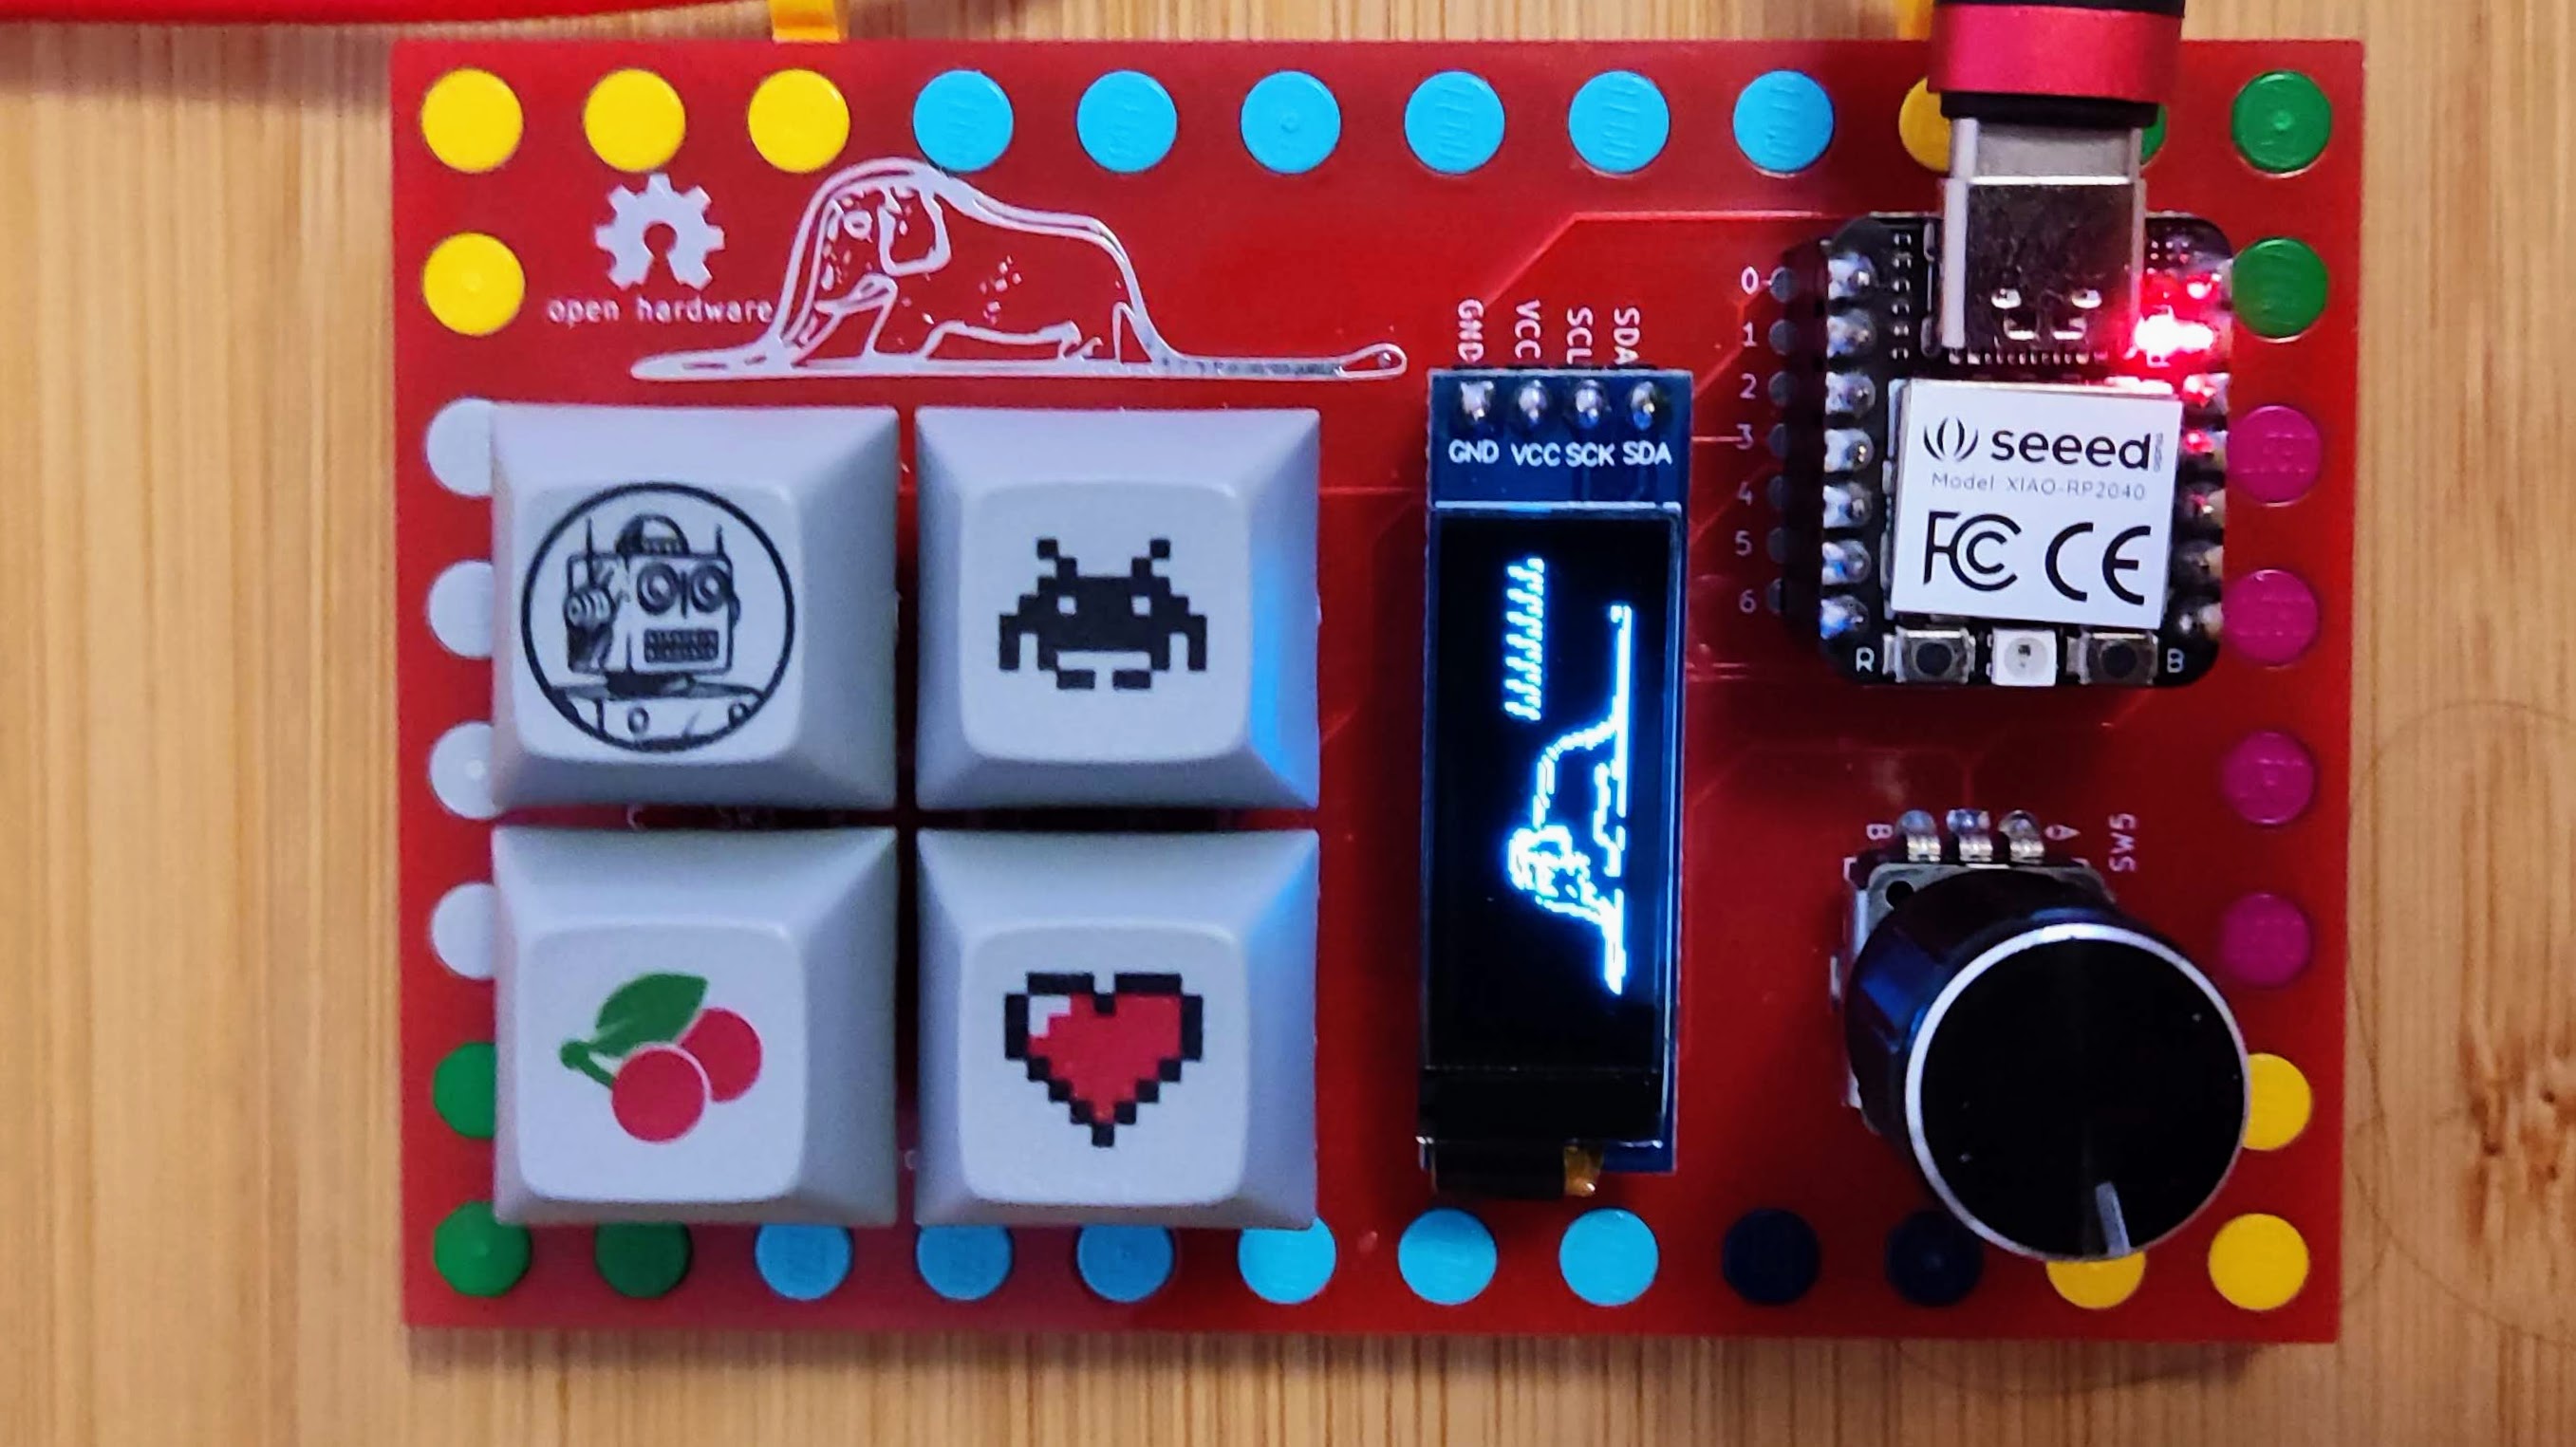 open hardware
GND VCC SCL SDA
GND VCC SCK SDA
0
1
2
3
4
5
6
seeed
studio
Model XIAO-RP2040
FC CE
R B
B A
SW5